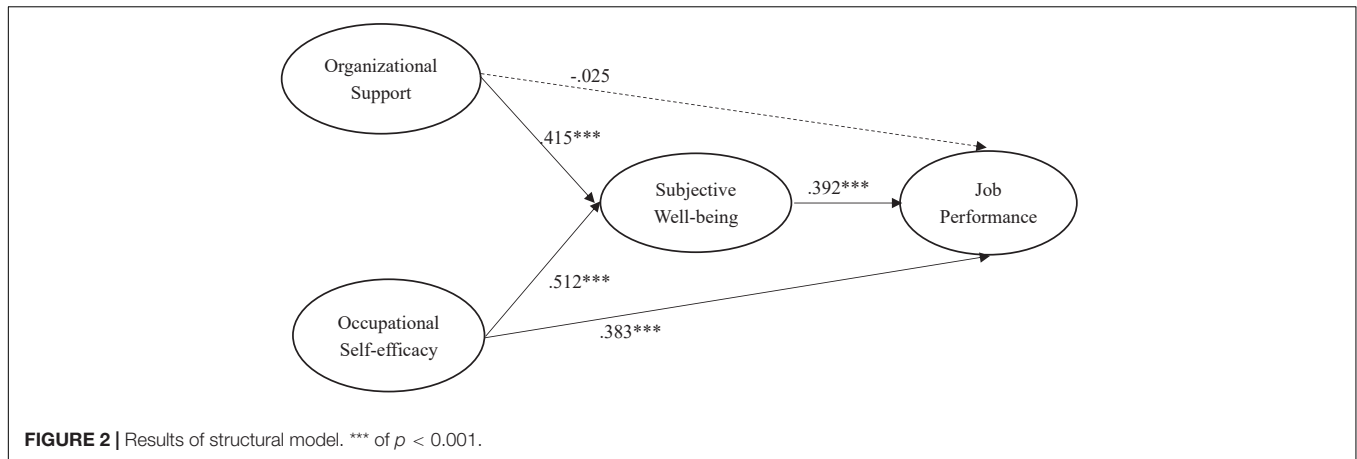 Organizational
Support
-.025
.415***
Subjective
Well-being
.392***
Job
Performance
.512***
Occupational
Self-efficacy
.383***
FIGURE 2 | Results of structural model. *** of p < 0.001.